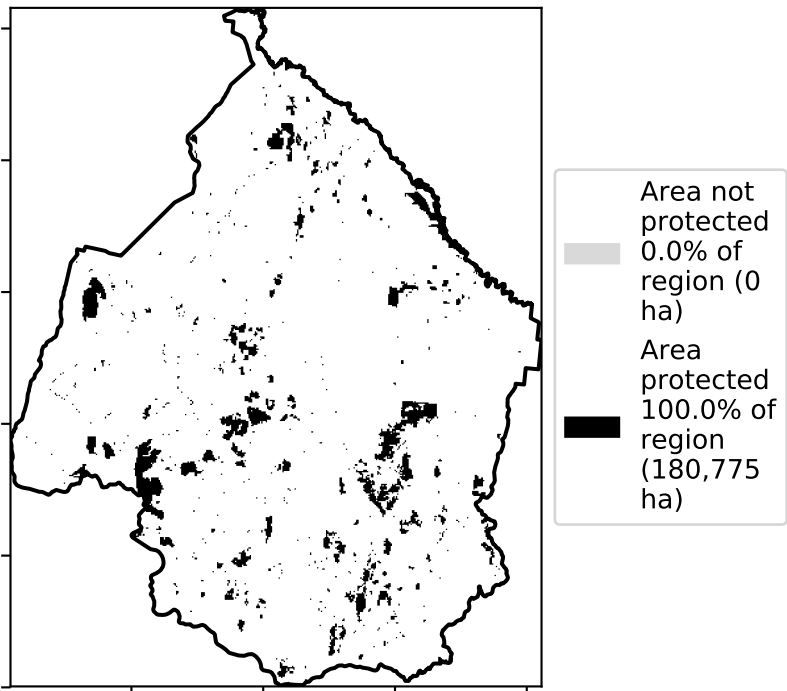 Area not
protected
0.0% of
region (0
ha)
Area
protected
100.0% of
region
(180,775
ha)